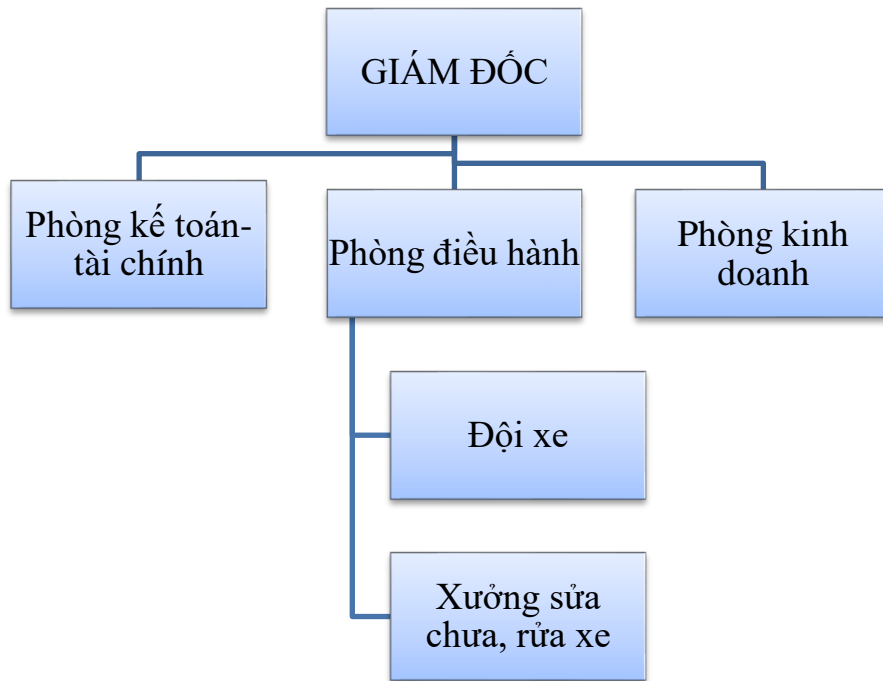 GIÁM ĐỐC
Phòng kế toán-
tài chính
Phòng điều hành
Phòng kinh
doanh
Đội xe
Xưởng sửa
chưa, rửa xe